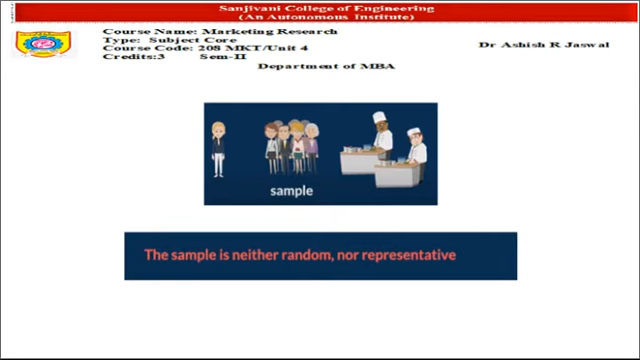 Sanjivani College of Engineering
(An Autonomous Institute)
Course Name: Marketing Research
Type: Subject Core
Course Code: 208 MKT/Unit 4
Credits:3 Sem-II
Dr Ashish R Jaswal
Department of MBA
sample
The sample is neither random, nor representative